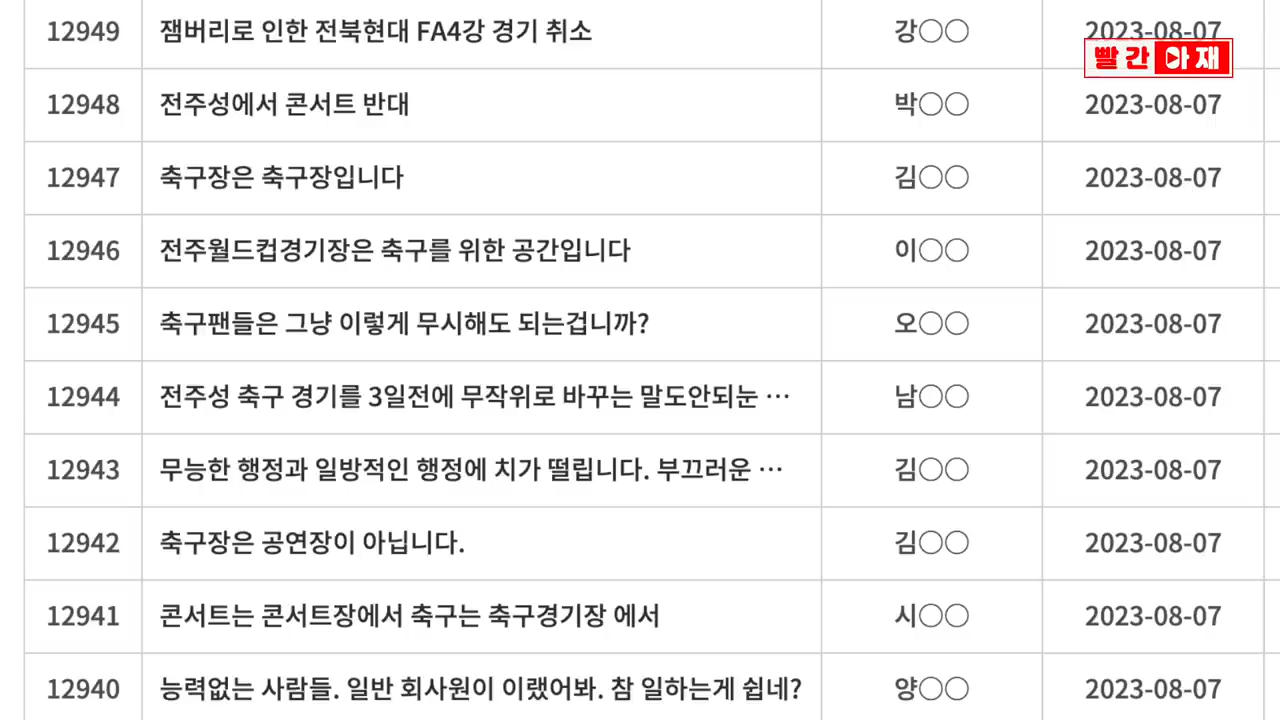 12949 잼버리로 인한 전북현대 FA4강 경기 취소 강○○ 2023-08-07
빨간아재
12948 전주성에서 콘서트 반대 박○○ 2023-08-07
12947 축구장은 축구장입니다 김○○ 2023-08-07
12946 전주월드컵경기장은 축구를 위한 공간입니다 이○○ 2023-08-07
12945 축구팬들은 그냥 이렇게 무시해도 되는겁니까? 오○○ 2023-08-07
12944 전주성 축구 경기를 3일전에 무작위로 바꾸는 말도안되눈 ··· 남○○ 2023-08-07
12943 무능한 행정과 일방적인 행정에 치가 떨립니다. 부끄러운 ··· 김○○ 2023-08-07
12942 축구장은 공연장이 아닙니다. 김○○ 2023-08-07
12941 콘서트는 콘서트장에서 축구는 축구경기장 에서 시○○ 2023-08-07
12940 능력없는 사람들. 일반 회사원이 이랬어봐. 참 일하는게 쉽네? 양○○ 2023-08-07